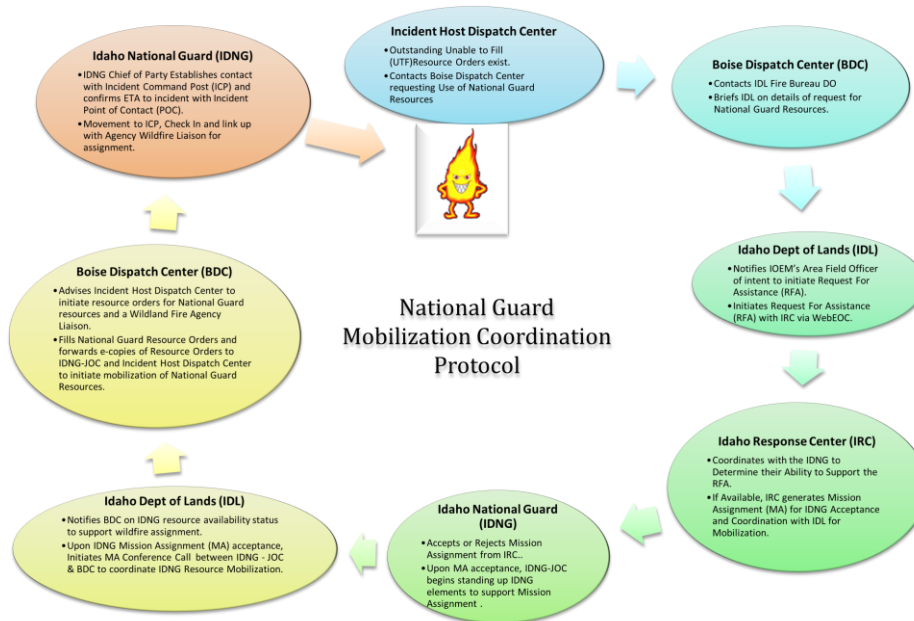 Incident Host Dispatch Center
•Outstanding Unable to Fill
(UTF)Resource Orders exist.
•Contacts Boise Dispatch Center
requesting Use of National Guard
Resources
Boise Dispatch Center (BDC)
•Contacts IDL Fire Bureau DO
•Briefs IDL on details of request for
National Guard Resources.
Idaho Dept of Lands (IDL)
•Notifies IOEM's Area Field Officer
of intent to initiate Request For
Assistance (RFA).
•Initiates Request For Assistance
(RFA) with IRC via WebEOC.
Idaho Response Center (IRC)
•Coordinates with the IDNG to
Determine their Ability to Support the
RFA.
•If Available, IRC generates Mission
Assignment (MA) for IDNG Acceptance
and Coordination with IDL for
Mobilization.
Idaho National Guard
(IDNG)
•Accepts or Rejects Mission
Assignment from IRC..
•Upon MA acceptance, IDNG-JOC
begins standing up IDNG
elements to support Mission
Assignment .
Idaho Dept of Lands (IDL)
•Notifies BDC on IDNG resource availability status
to support wildfire assignment.
•Upon IDNG Mission Assignment (MA) acceptance,
Initiates MA Conference Call between IDNG - JOC
& BDC to coordinate IDNG Resource Mobilization.
Boise Dispatch Center (BDC)
•Advises Incident Host Dispatch Center to
initiate resource orders for National Guard
resources and a Wildland Fire Agency
Liaison.
•Fills National Guard Resource Orders and
forwards e-copies of Resource Orders to
IDNG-JOC and Incident Host Dispatch Center
to initiate mobilization of National Guard
Resources.
Idaho National Guard (IDNG)
•IDNG Chief of Party Establishes contact
with Incident Command Post (ICP) and
confirms ETA to incident with Incident
Point of Contact (POC).
•Movement to ICP, Check In and link up
with Agency Wildfire Liaison for
assignment.
National Guard
Mobilization Coordination
Protocol